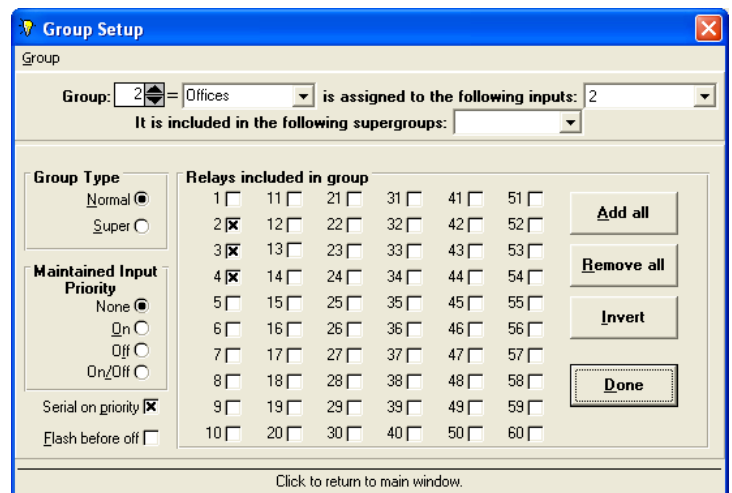 Group Setup
Group
Group: 2 = Offices is assigned to the following inputs: 2
It is included in the following supergroups:
Group Type
Normal
Super
Maintained Input
Priority
None
On
Off
On/Off
Serial on priority
Flash before off
Relays included in group
1 11 21 31 41 51
2 12 22 32 42 52
3 13 23 33 43 53
4 14 24 34 44 54
5 15 25 35 45 55
6 16 26 36 46 56
7 17 27 37 47 57
8 18 28 38 48 58
9 19 29 39 49 59
10 20 30 40 50 60
Add all
Remove all
Invert
Done
Click to return to main window.